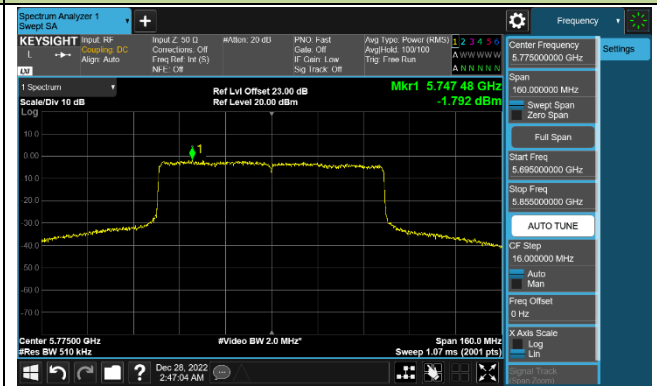 Spectrum Analyzer 1
Swept SA
+
Frequency
KEYSIGHT
L
LXI
Input: RF
Coupling: DC
Align: Auto
Input Z: 50 Ω
Corrections: Off
Freq Ref: Int (S)
NFE: Off
#Atten: 20 dB
PNO: Fast
Gate: Off
IF Gain: Low
Sig Track: Off
Avg Type: Power (RMS)
Avg|Hold: 100/100
Trig: Free Run
1 2 3 4 5 6
A W W W W W
A N N N N N
Center Frequency
5.775000000 GHz
Settings
Span
160.000000 MHz
Swept Span
Zero Span
Full Span
Start Freq
5.695000000 GHz
Stop Freq
5.855000000 GHz
AUTO TUNE
CF Step
16.000000 MHz
Auto
Man
Freq Offset
0 Hz
X Axis Scale
Log
Lin
Signal Track
(Span Zoom)
1 Spectrum
Scale/Div 10 dB
Log
Ref Lvl Offset 23.00 dB
Ref Level 20.00 dBm
Mkr1 5.747 48 GHz
-1.792 dBm
10.0
0.00
-10.0
-20.0
-30.0
-40.0
-50.0
-60.0
-70.0
1
Center 5.77500 GHz
#Res BW 510 kHz
#Video BW 2.0 MHz*
Span 160.0 MHz
Sweep 1.07 ms (2001 pts)
?
Dec 28, 2022
2:47:04 AM